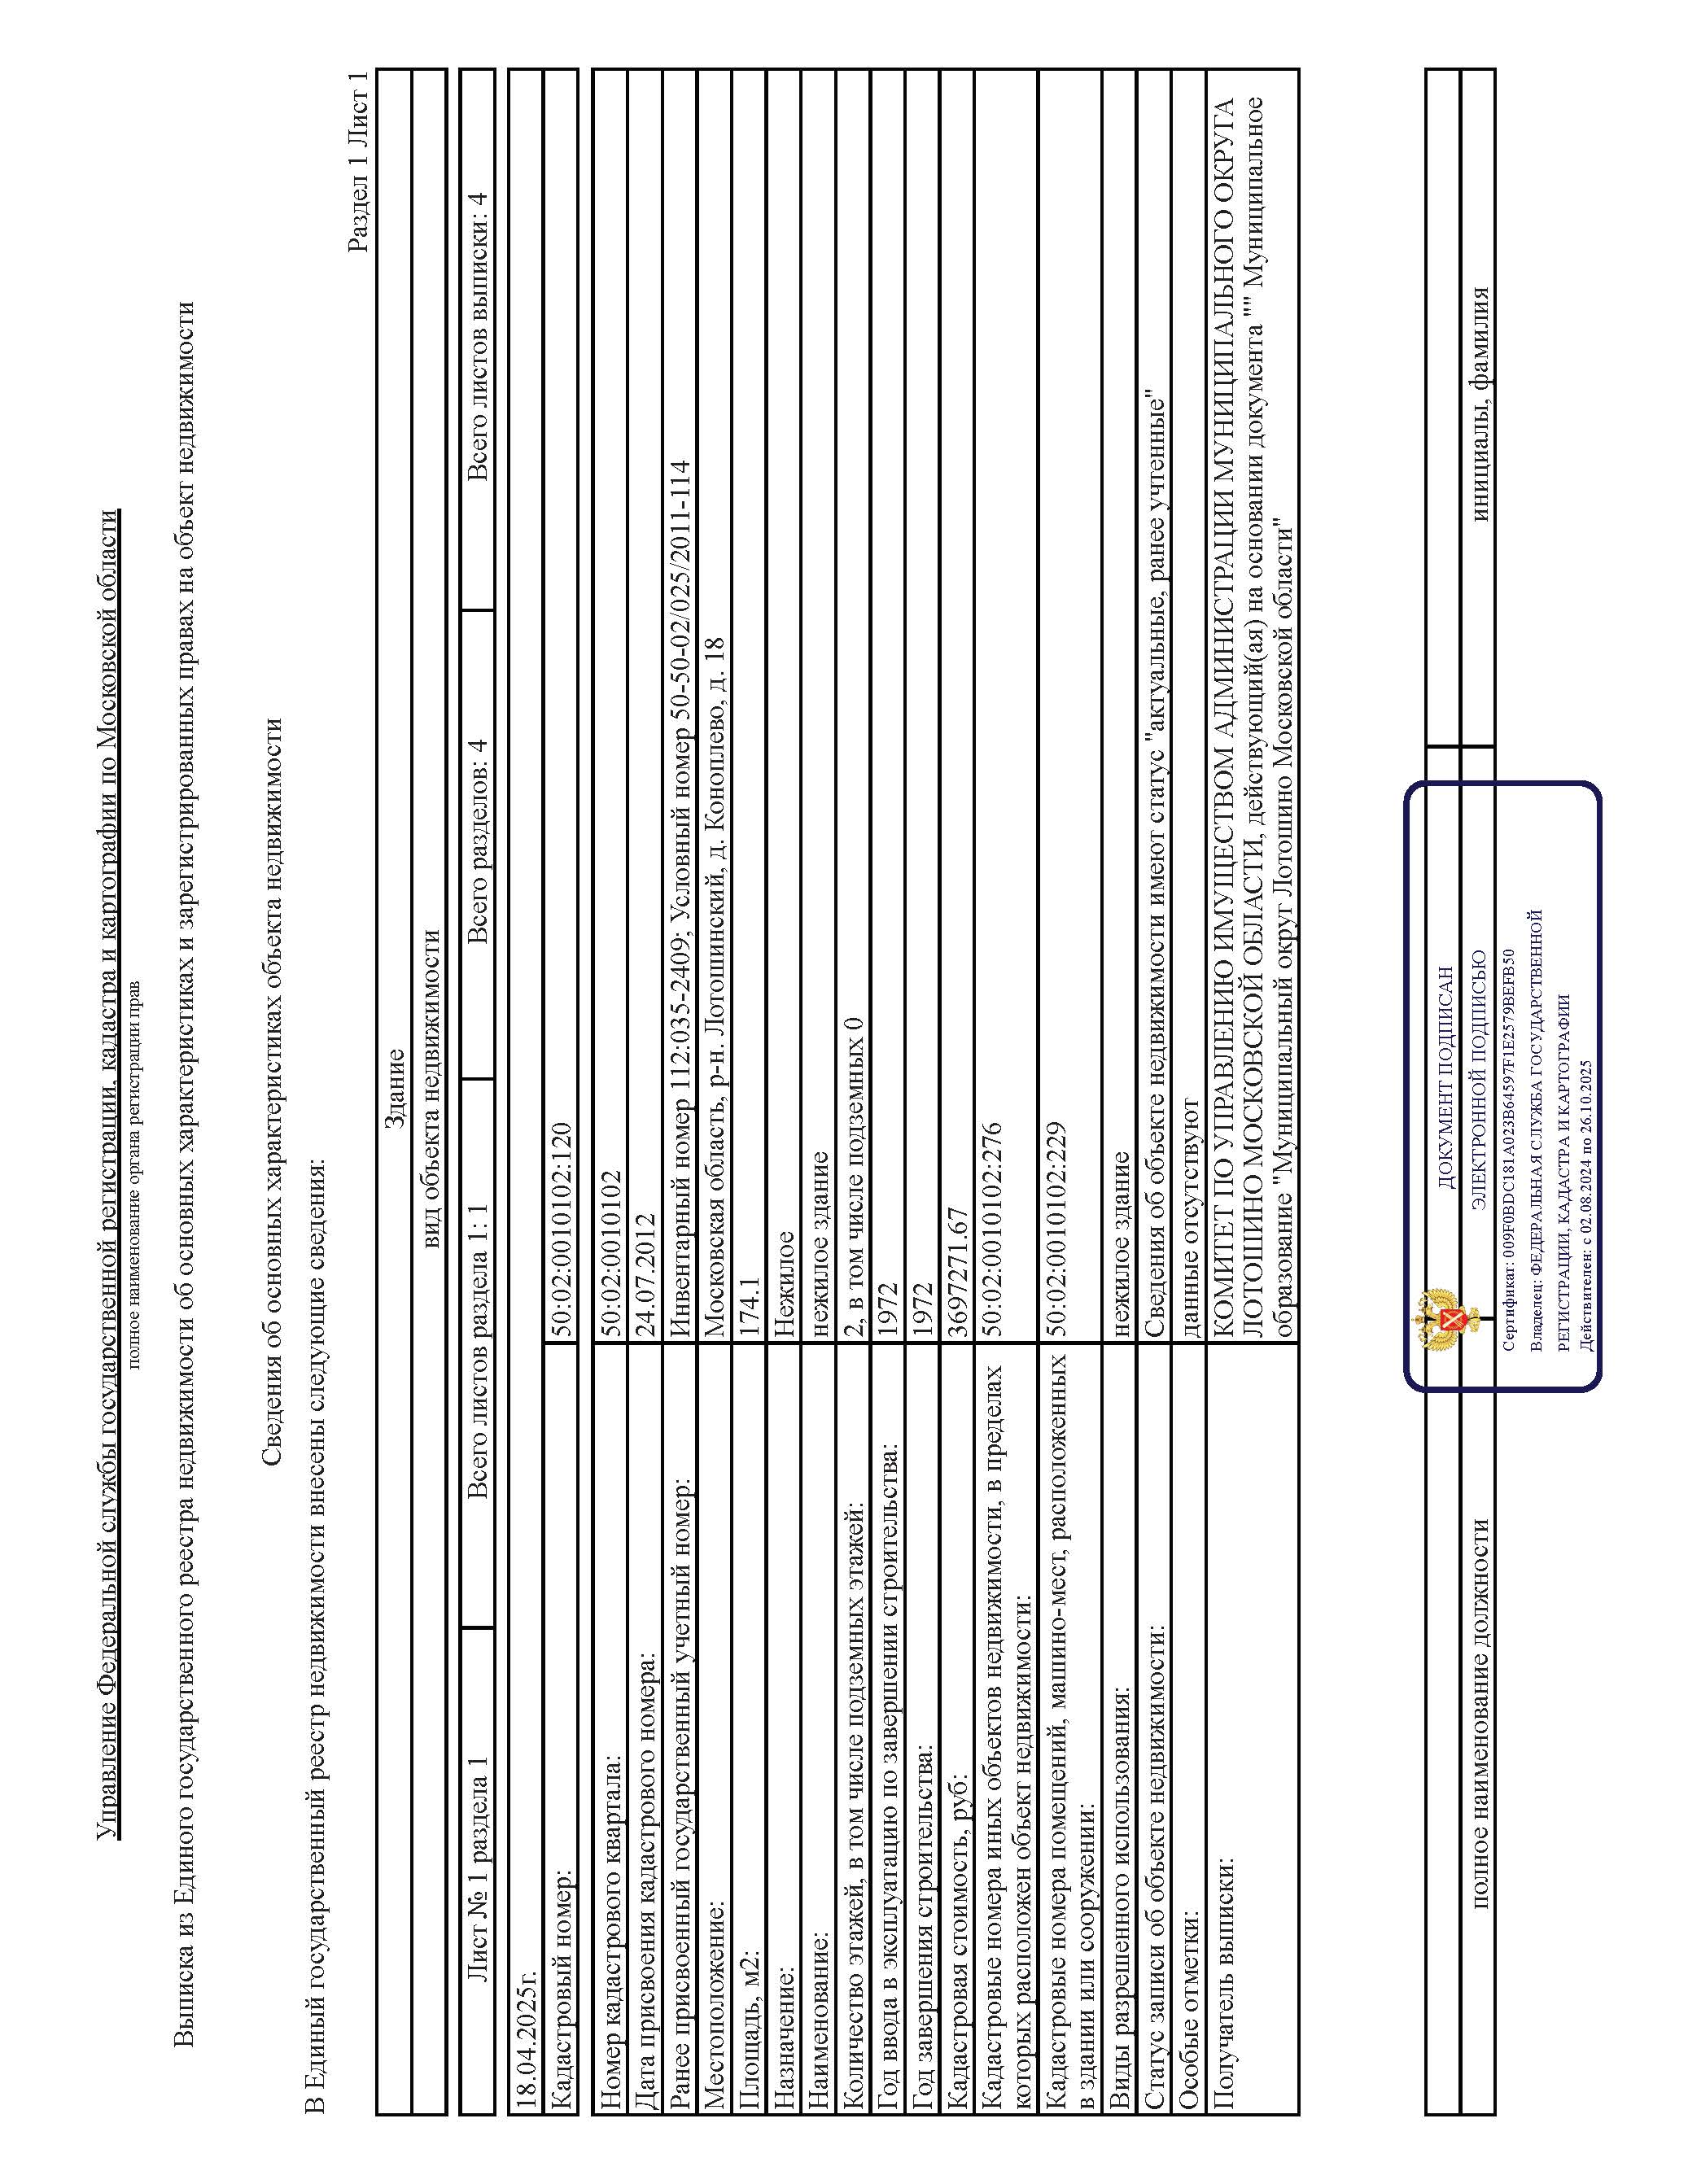 Управление Федеральной службы государственной регистрации, кадастра и картографии по Московской области
полное наименование органа регистрации прав
Выписка из Единого государственного реестра недвижимости об основных характеристиках и зарегистрированных правах на объект недвижимости
Сведения об основных характеристиках объекта недвижимости
В Единый государственный реестр недвижимости внесены следующие сведения:
Раздел 1 Лист 1
Здание
вид объекта недвижимости
Лист № 1 раздела 1 Всего листов раздела 1: 1 Всего разделов: 4 Всего листов выписки: 4
18.04.2025г.
Кадастровый номер: 50:02:0010102:120
Номер кадастрового квартала: 50:02:0010102
Дата присвоения кадастрового номера: 24.07.2012
Ранее присвоенный государственный учетный номер: Инвентарный номер 112:035-2409; Условный номер 50-50-02/025/2011-114
Местоположение: Московская область, р-н. Лотошинский, д. Коноплево, д. 18
Площадь, м2: 174.1
Назначение: Нежилое
Наименование: нежилое здание
Количество этажей, в том числе подземных этажей: 2, в том числе подземных 0
Год ввода в эксплуатацию по завершении строительства: 1972
Год завершения строительства: 1972
Кадастровая стоимость, руб: 3697271.67
Кадастровые номера иных объектов недвижимости, в пределах 50:02:0010102:276
которых расположен объект недвижимости:
Кадастровые номера помещений, машино-мест, расположенных 50:02:0010102:229
в здании или сооружении:
Виды разрешенного использования: нежилое здание
Статус записи об объекте недвижимости: Сведения об объекте недвижимости имеют статус "актуальные, ранее учтенные"
Особые отметки: данные отсутствуют
Получатель выписки: КОМИТЕТ ПО УПРАВЛЕНИЮ ИМУЩЕСТВОМ АДМИНИСТРАЦИИ МУНИЦИПАЛЬНОГО ОКРУГА
ЛОТОШИНО МОСКОВСКОЙ ОБЛАСТИ, действующий(ая) на основании документа "" Муниципальное
образование "Муниципальный округ Лотошино Московской области"
ДОКУМЕНТ ПОДПИСАН
ЭЛЕКТРОННОЙ ПОДПИСЬЮ
полное наименование должности инициалы, фамилия
Сертификат: 009F0BDC181A023B64597F1E2579BEFB50
Владелец: ФЕДЕРАЛЬНАЯ СЛУЖБА ГОСУДАРСТВЕННОЙ
РЕГИСТРАЦИИ, КАДАСТРА И КАРТОГРАФИИ
Действителен: с 02.08.2024 по 26.10.2025